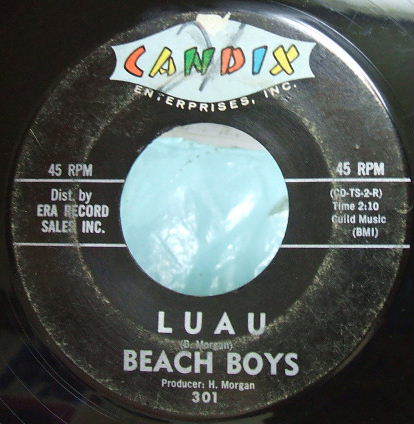 CANDIX
ENTERPRISES, INC.
45 RPM
45 RPM
Dist. by
ERA RECORD
SALES INC.
(CO-TS-2-R)
Time 2:10
Guild Music
(BMI)
LUAU
(B. Morgan)
BEACH BOYS
Producer: H. Morgan
301